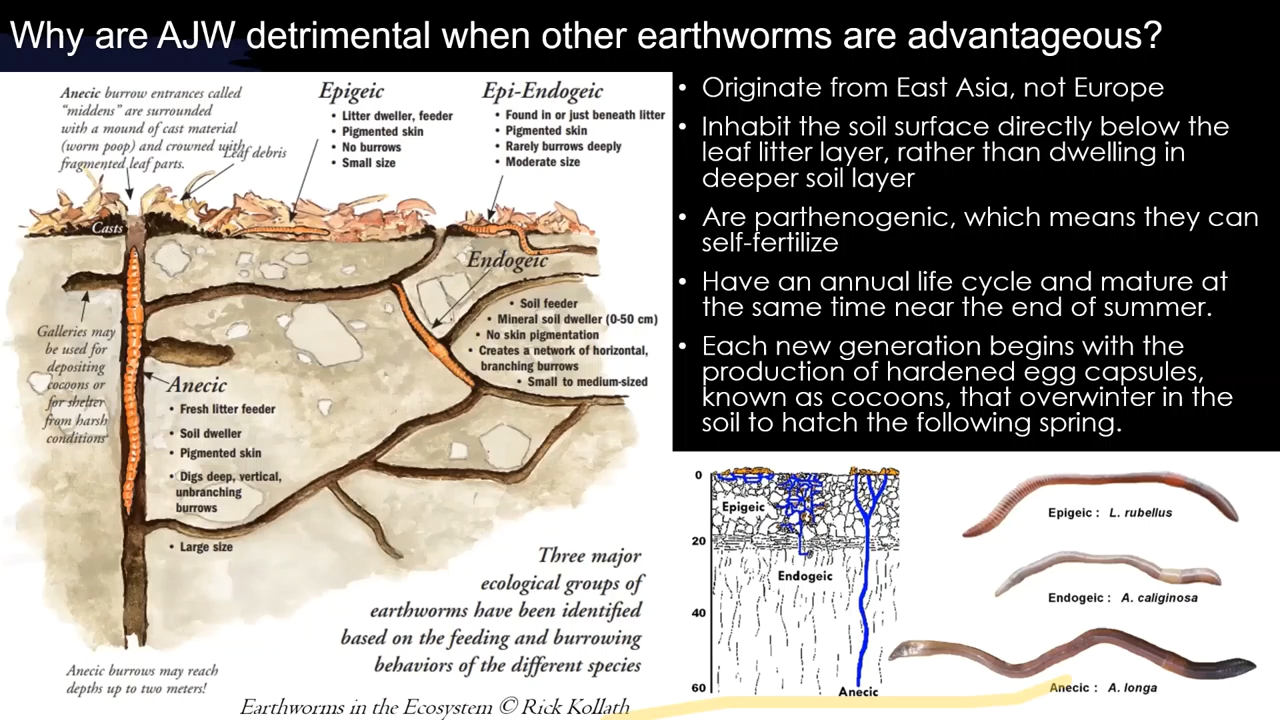 Why are AJW detrimental when other earthworms are advantageous?
Anecic burrow entrances called
"middens" are surrounded
with a mound of cast material
(worm poop) and crowned with
fragmented leaf parts.
Leaf debris
Epigeic
• Litter dweller, feeder
• Pigmented skin
• No burrows
• Small size
Epi-Endogeic
• Found in or just beneath litter
• Pigmented skin
• Rarely burrows deeply
• Moderate size
Casts
Endogeic
• Soil feeder
• Mineral soil dweller (0-50 cm)
• No skin pigmentation
• Creates a network of horizontal,
branching burrows
• Small to medium-sized
Galleries may
be used for
depositing
cocoons or
for shelter
from harsh
conditions
Anecic
• Fresh litter feeder
• Soil dweller
• Pigmented skin
• Digs deep, vertical,
unbranching
burrows
• Large size
Three major
ecological groups of
earthworms have been identified
based on the feeding and burrowing
behaviors of the different species
Anecic burrows may reach
depths up to two meters!
Earthworms in the Ecosystem © Rick Kollath
• Originate from East Asia, not Europe
• Inhabit the soil surface directly below the
leaf litter layer, rather than dwelling in
deeper soil layer
• Are parthenogenic, which means they can
self-fertilize
• Have an annual life cycle and mature at
the same time near the end of summer.
• Each new generation begins with the
production of hardened egg capsules,
known as cocoons, that overwinter in the
soil to hatch the following spring.
0
Epigeic
20
Endogeic
40
60
Anecic
Epigeic : L. rubellus
Endogeic : A. caliginosa
Anecic : A. longa